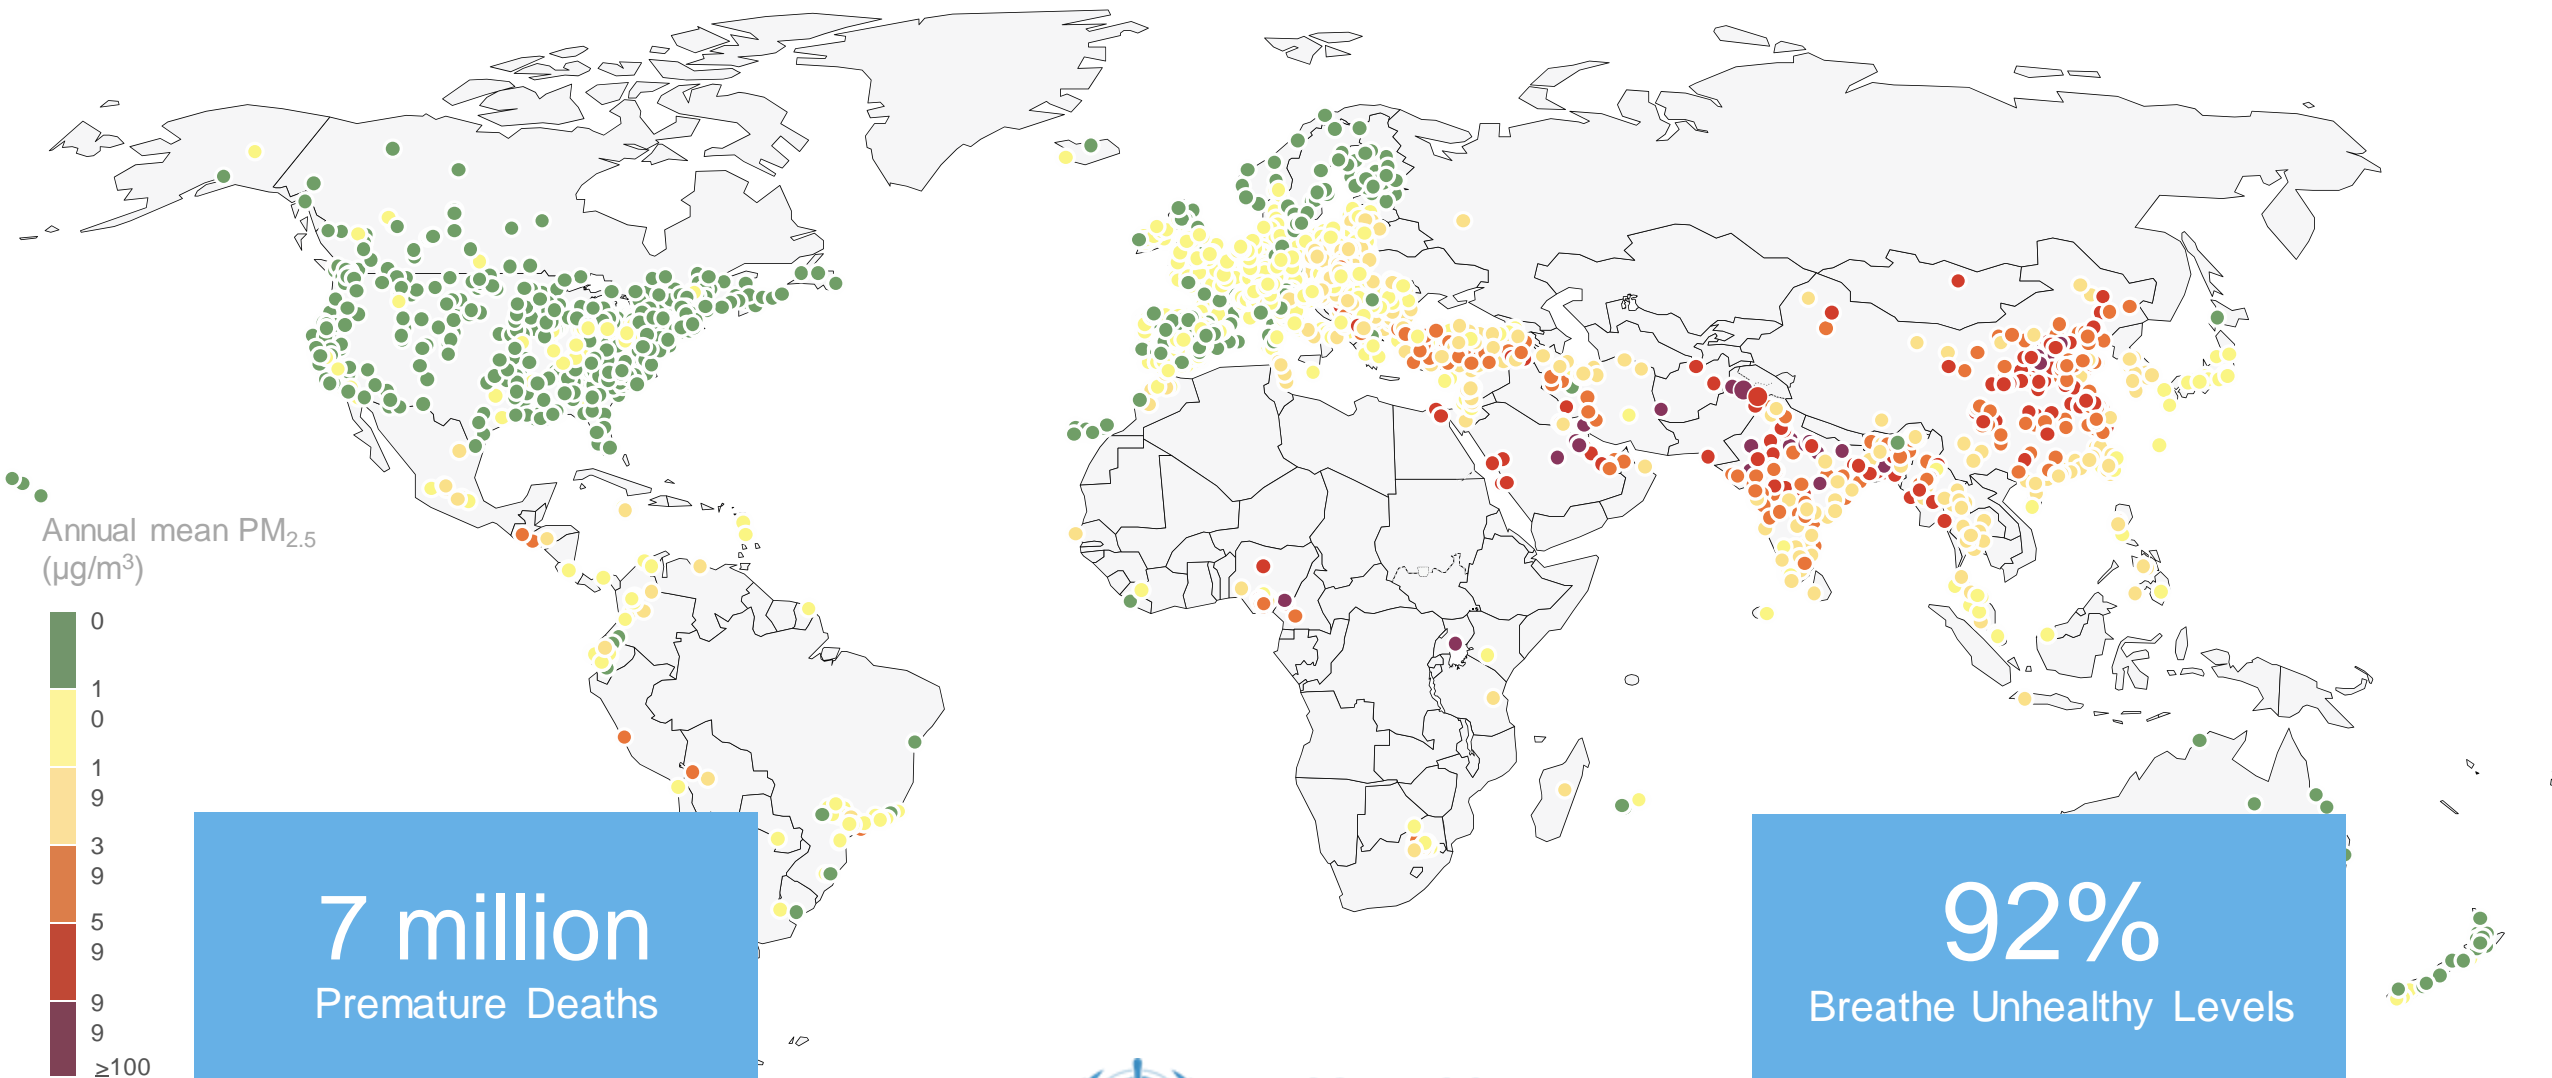 Annual mean PM2.5
(µg/m3)
0
1
0
1
9
3
9
5
9
9
9
≥100
7 million
Premature Deaths
92%
Breathe Unhealthy Levels